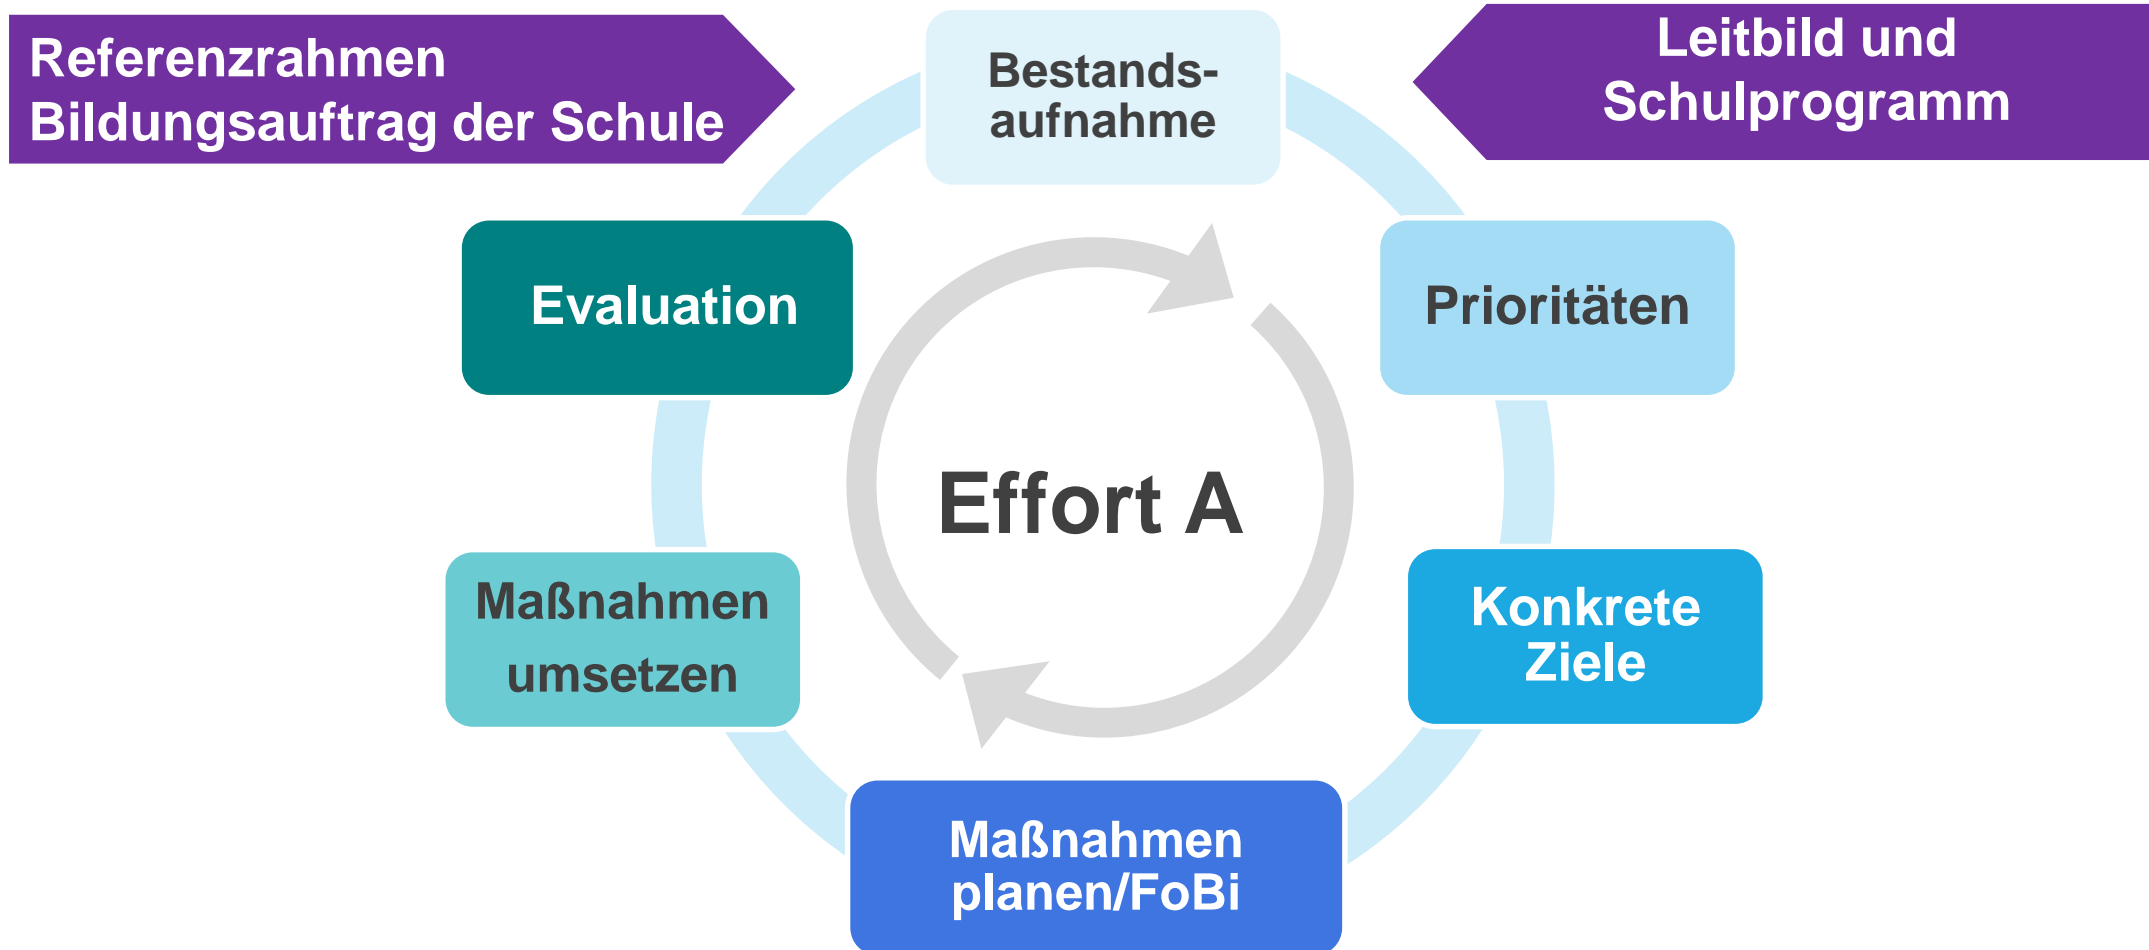 Referenzrahmen
Bildungsauftrag der Schule
Bestands-
aufnahme
Leitbild und
Schulprogramm
Evaluation
Prioritäten
Effort A
Maßnahmen
umsetzen
Konkrete
Ziele
Maßnahmen
planen/FoBi